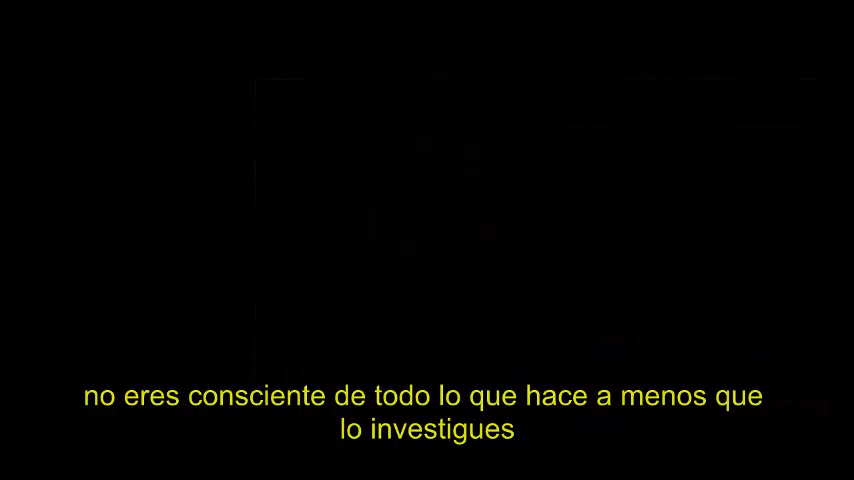 no eres consciente de todo lo que hace a menos que
lo investigues